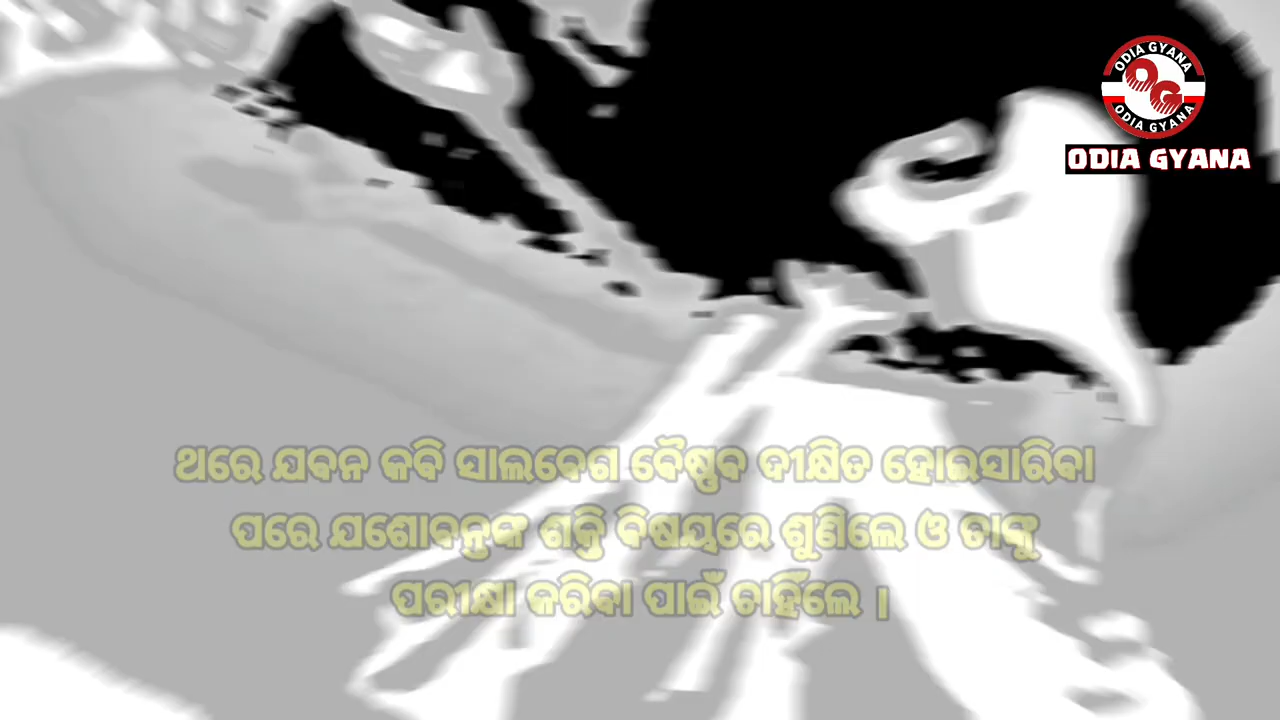 ODIA GYANA
OG
ODIA GYANA
ODIA GYANA
ଥରେ ଯବନ କବି ସାଲବେଗ ବୈଷ୍ଣବ ଦୀକ୍ଷିତ ହୋଇସାରିବା
ପରେ ଯଶୋବନ୍ତଙ୍କ ଶକ୍ତି ବିଷୟରେ ଶୁଣିଲେ ଓ ତାଙ୍କୁ
ପରୀକ୍ଷା କରିବା ପାଇଁ ଚାହିଁଲେ ।